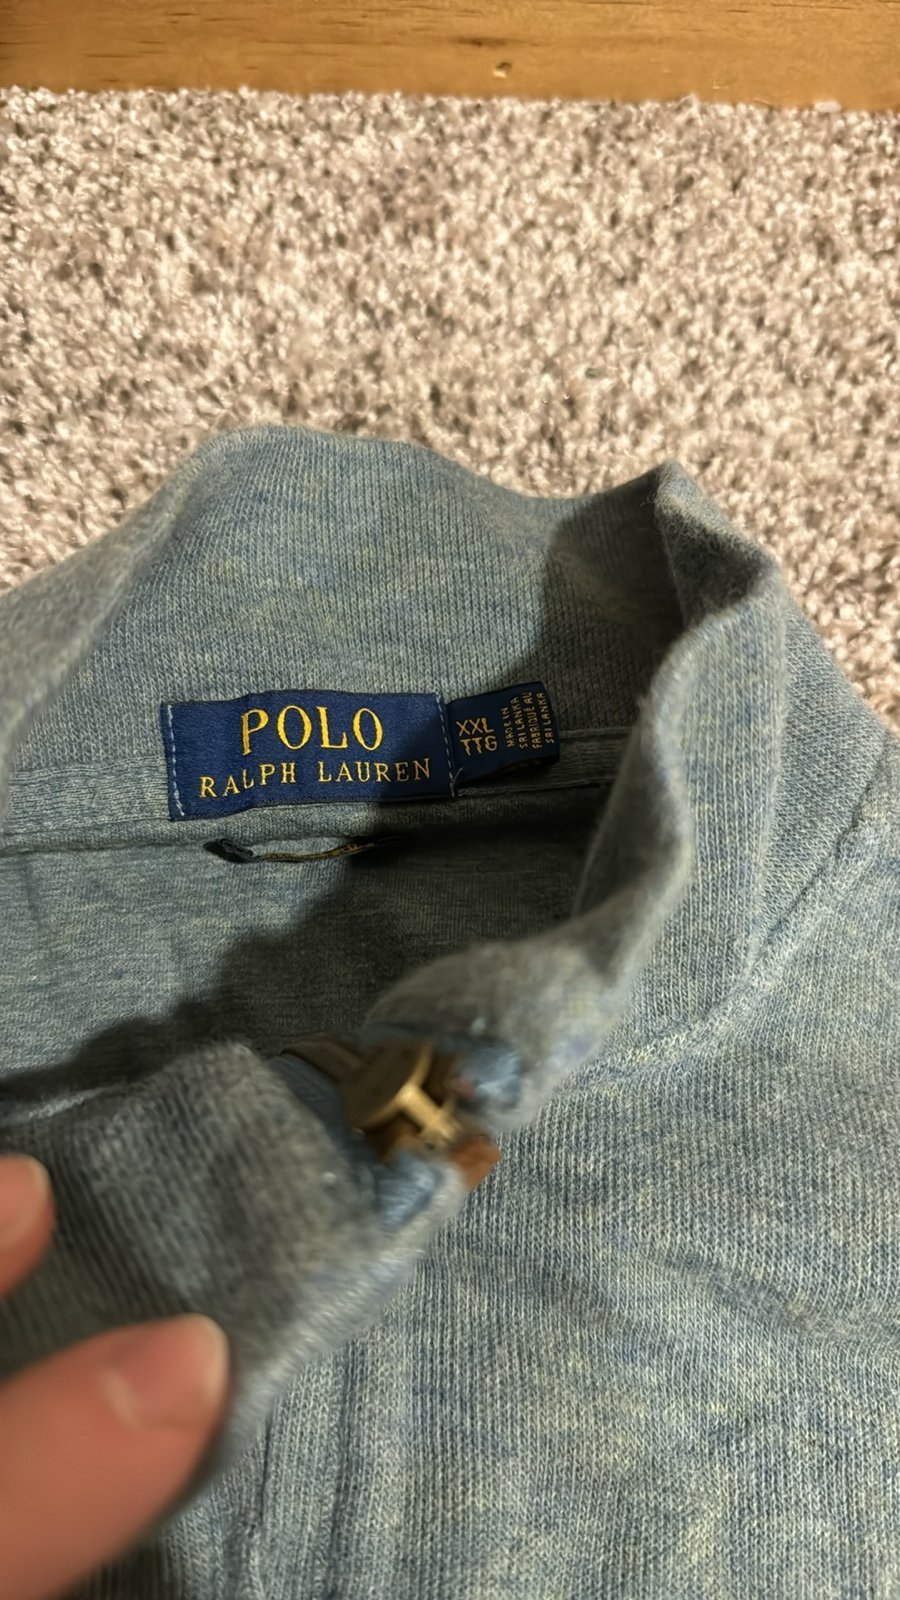 POLO
RALPH LAUREN
XXL
TTG
MADE IN
SRI LANKA
FABRIQUÉ AU
SRI LANKA